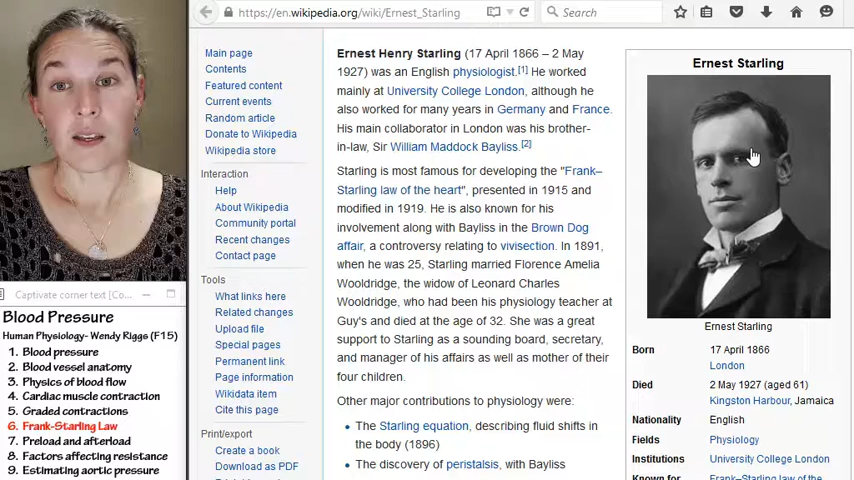 https://en.wikipedia.org/wiki/Ernest_Starling
Search
Main page
Contents
Featured content
Current events
Random article
Donate to Wikipedia
Wikipedia store
Interaction
Help
About Wikipedia
Community portal
Recent changes
Contact page
Tools
What links here
Related changes
Upload file
Special pages
Permanent link
Page information
Wikidata item
Cite this page
Print/export
Create a book
Download as PDF
Ernest Henry Starling (17 April 1866 – 2 May
1927) was an English physiologist.[1] He worked
mainly at University College London, although he
also worked for many years in Germany and France.
His main collaborator in London was his brother-
in-law, Sir William Maddock Bayliss.[2]
Starling is most famous for developing the "Frank–
Starling law of the heart", presented in 1915 and
modified in 1919. He is also known for his
involvement along with Bayliss in the Brown Dog
affair, a controversy relating to vivisection. In 1891,
when he was 25, Starling married Florence Amelia
Wooldridge, the widow of Leonard Charles
Wooldridge, who had been his physiology teacher at
Guy's and died at the age of 32. She was a great
support to Starling as a sounding board, secretary,
and manager of his affairs as well as mother of their
four children.
Other major contributions to physiology were:
• The Starling equation, describing fluid shifts in
the body (1896)
• The discovery of peristalsis, with Bayliss
Ernest Starling
Ernest Starling
Born 17 April 1866
London
Died 2 May 1927 (aged 61)
Kingston Harbour, Jamaica
Nationality English
Fields Physiology
Institutions University College London
Known for Frank–Starling law of the
Captivate corner text [Co...
Blood Pressure
Human Physiology- Wendy Riggs (F15)
1. Blood pressure
2. Blood vessel anatomy
3. Physics of blood flow
4. Cardiac muscle contraction
5. Graded contractions
6. Frank-Starling Law
7. Preload and afterload
8. Factors affecting resistance
9. Estimating aortic pressure